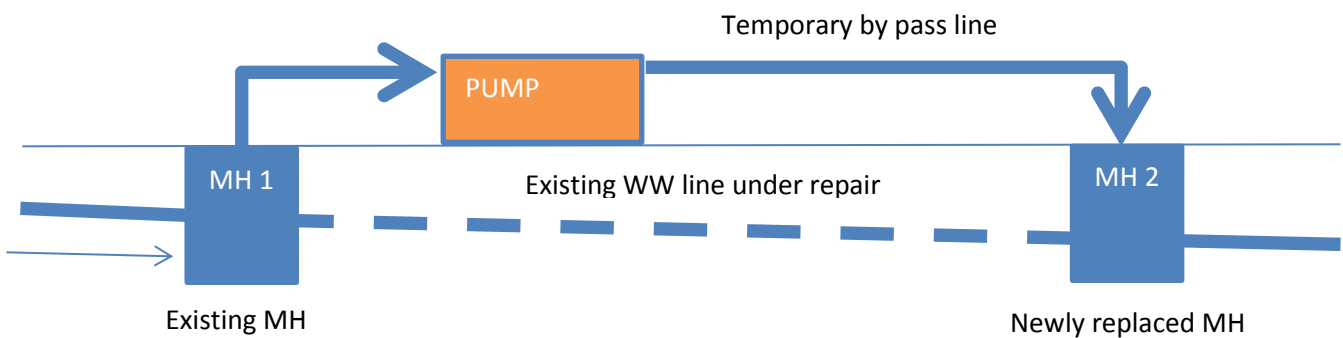 Temporary by pass line
PUMP
MH 1
Existing WW line under repair
MH 2
Existing MH
Newly replaced MH